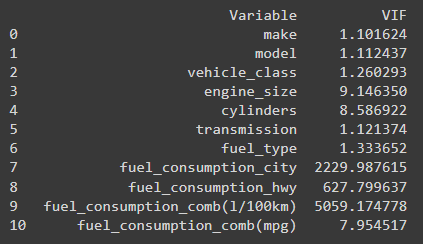 Variable VIF
0 make 1.101624
1 model 1.112437
2 vehicle_class 1.260293
3 engine_size 9.146350
4 cylinders 8.586922
5 transmission 1.121374
6 fuel_type 1.333652
7 fuel_consumption_city 2229.987615
8 fuel_consumption_hwy 627.799637
9 fuel_consumption_comb(l/100km) 5059.174778
10 fuel_consumption_comb(mpg) 7.954517